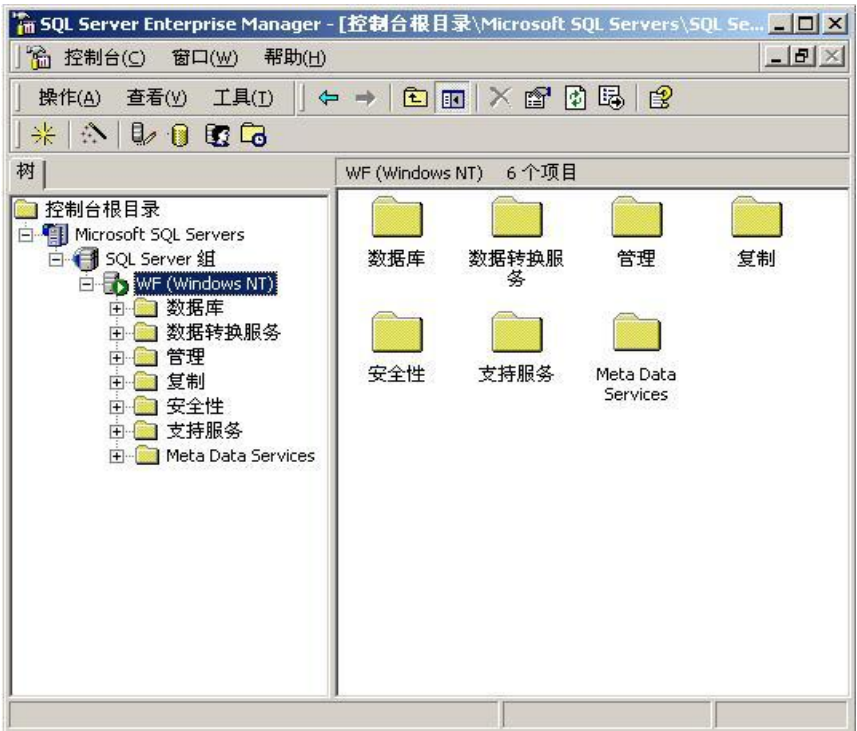 SQL Server Enterprise Manager - [控制台根目录\Microsoft SQL Servers\SQL Se...
控制台(C) 窗口(W) 帮助(H)
操作(A) 查看(V) 工具(T)
树
WF (Windows NT) 6 个项目
控制台根目录
Microsoft SQL Servers
SQL Server 组
WF (Windows NT)
数据库
数据转换服务
管理
复制
安全性
支持服务
Meta Data Services
数据库
数据转换服
务
管理
复制
安全性
支持服务
Meta Data
Services